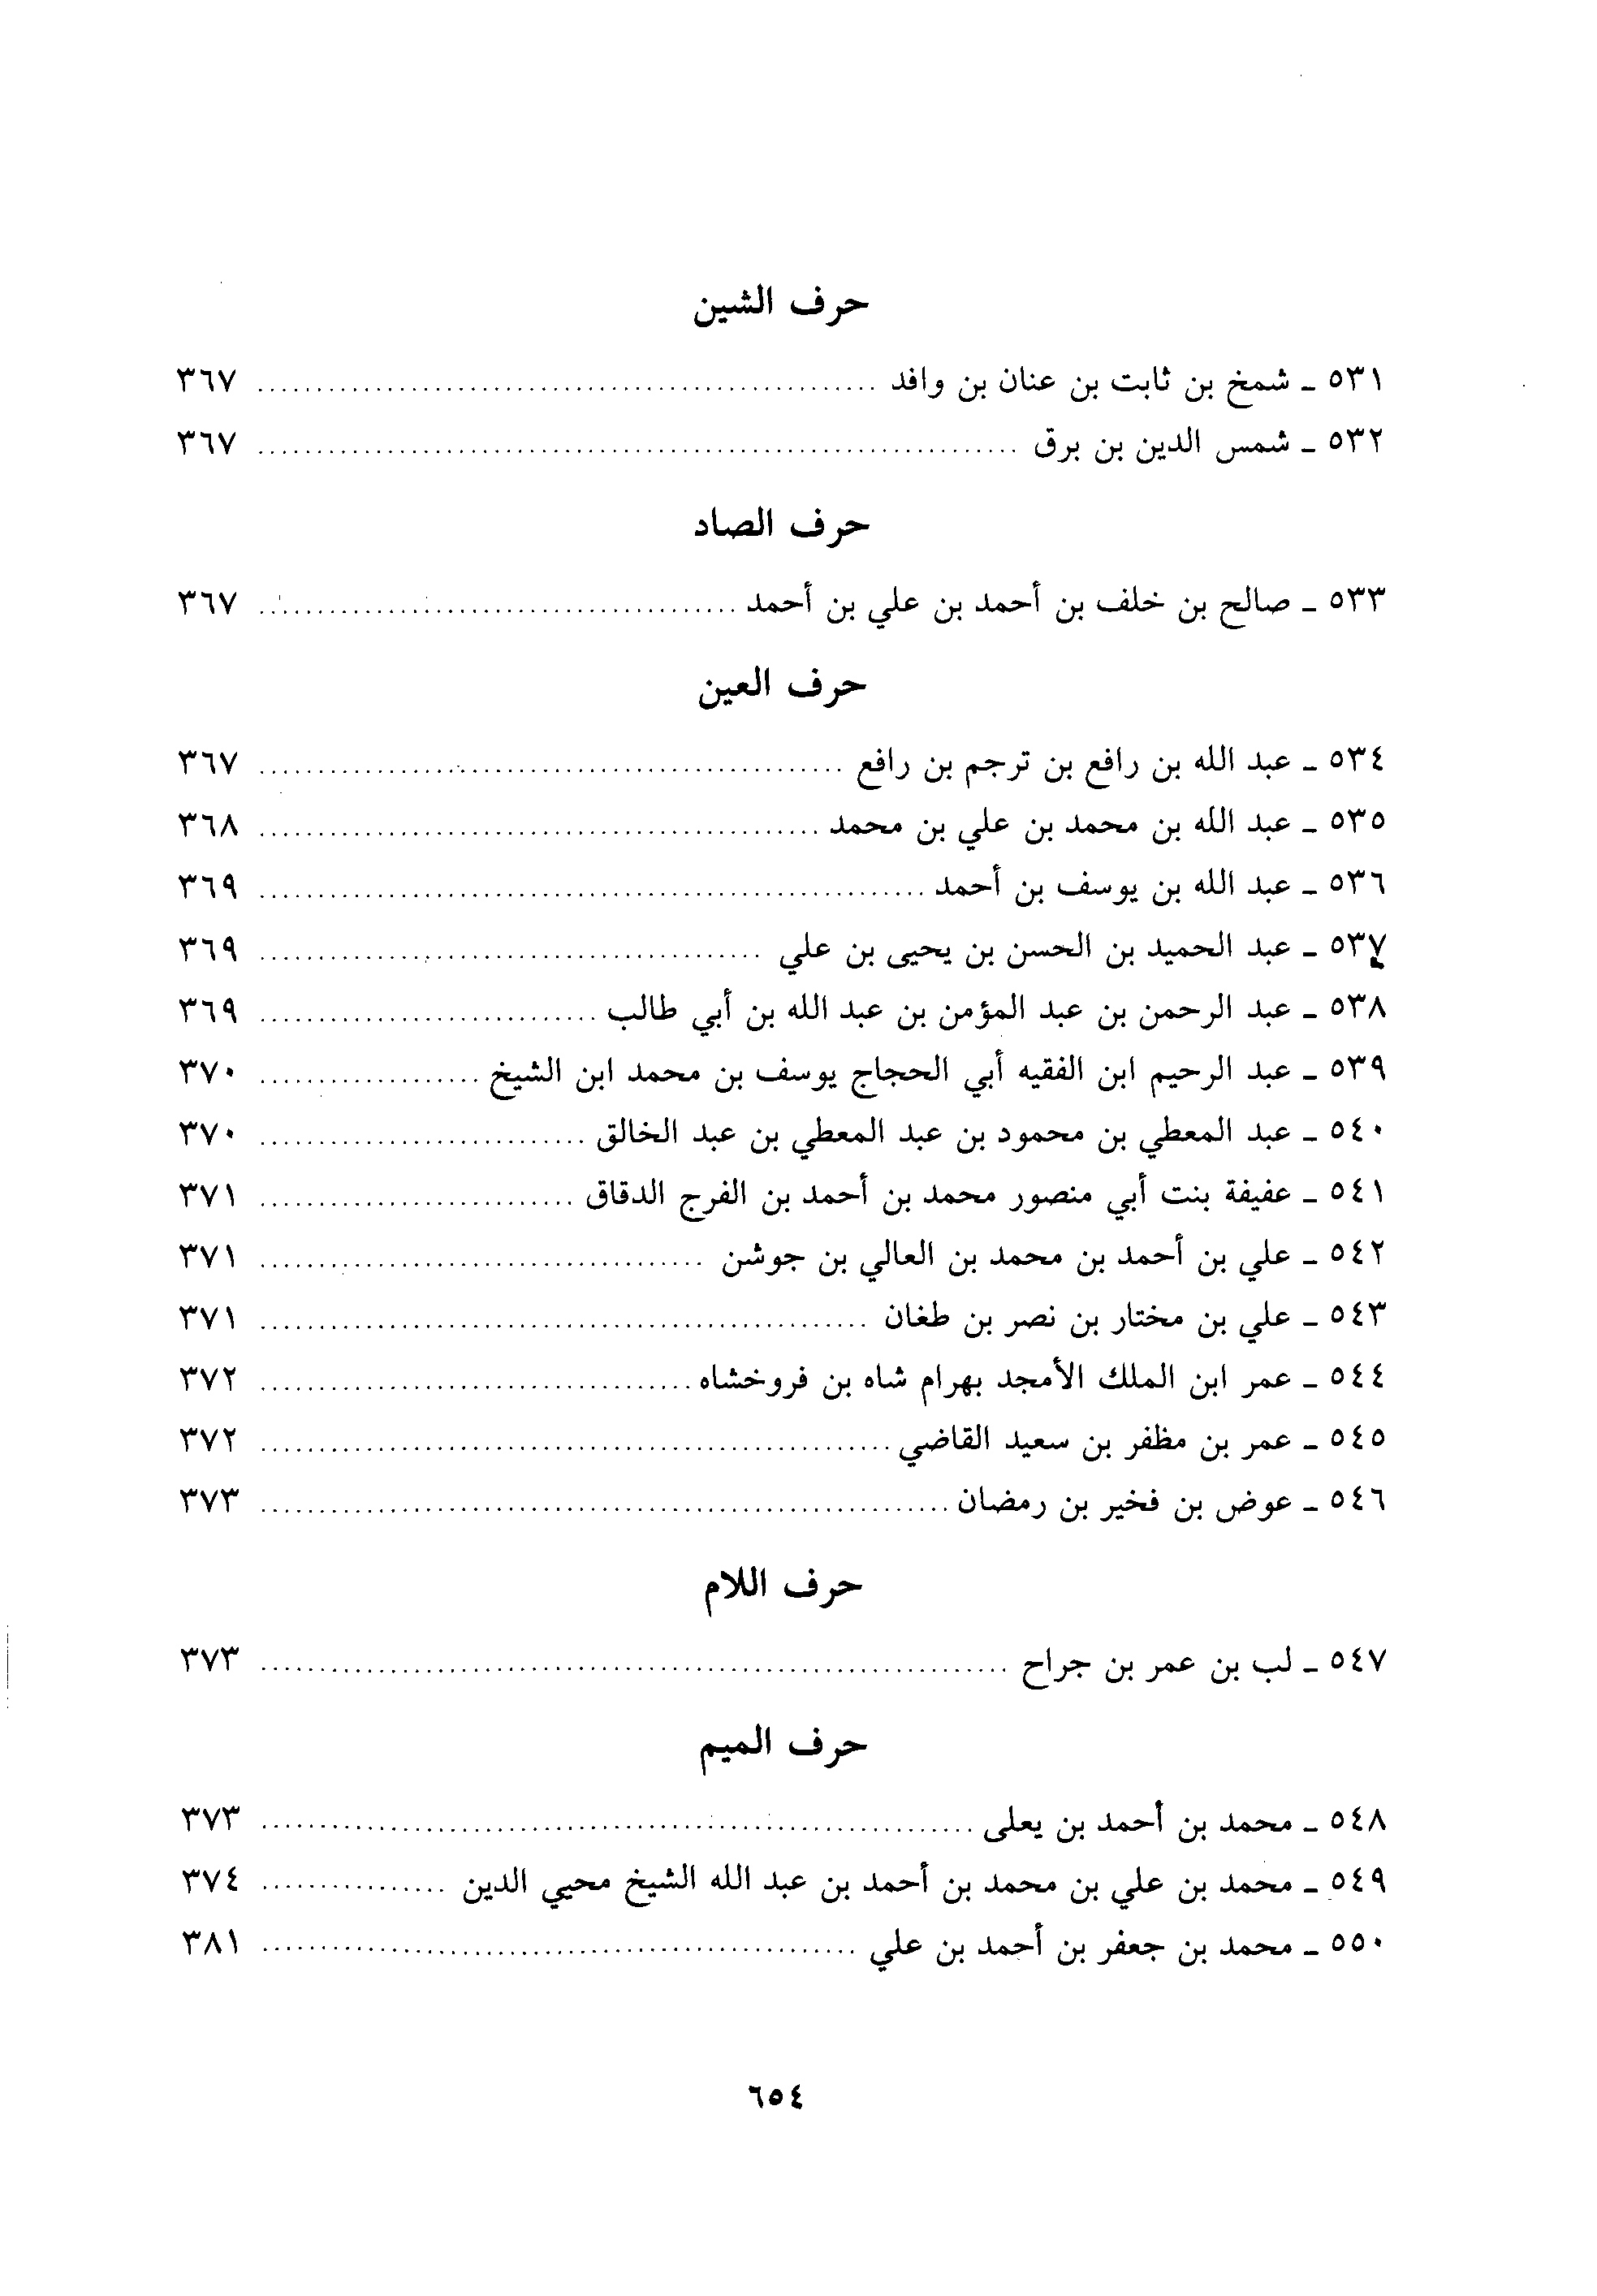 حرف الشين
٥٣١ ـ شمخ بن ثابت بن عنان بن وافد ........ ٣٦٧
٥٣٢ ـ شمس الدين بن برق ........ ٣٦٧
حرف الصاد
٥٣٣ ـ صالح بن خلف بن أحمد بن علي بن أحمد ........ ٣٦٧
حرف العين
٥٣٤ ـ عبد الله بن رافع بن ترجم بن رافع ........ ٣٦٧
٥٣٥ ـ عبد الله بن محمد بن علي بن محمد ........ ٣٦٨
٥٣٦ ـ عبد الله بن يوسف بن أحمد ........ ٣٦٩
٥٣٧ ـ عبد الحميد بن الحسن بن يحيى بن علي ........ ٣٦٩
٥٣٨ ـ عبد الرحمن بن عبد المؤمن بن عبد الله بن أبي طالب ........ ٣٦٩
٥٣٩ ـ عبد الرحيم ابن الفقيه أبي الحجاج يوسف بن محمد ابن الشيخ ........ ٣٧٠
٥٤٠ ـ عبد المعطي بن محمود بن عبد المعطي بن عبد الخالق ........ ٣٧٠
٥٤١ ـ عفيفة بنت أبي منصور محمد بن أحمد بن الفرج الدقاق ........ ٣٧١
٥٤٢ ـ علي بن أحمد بن محمد بن العالي بن جوشن ........ ٣٧١
٥٤٣ ـ علي بن مختار بن نصر بن طغان ........ ٣٧١
٥٤٤ ـ عمر ابن الملك الأمجد بهرام شاه بن فروخشاه ........ ٣٧٢
٥٤٥ ـ عمر بن مظفر بن سعيد القاضي ........ ٣٧٢
٥٤٦ ـ عوض بن فخير بن رمضان ........ ٣٧٣
حرف اللام
٥٤٧ ـ لب بن عمر بن جراح ........ ٣٧٣
حرف الميم
٥٤٨ ـ محمد بن أحمد بن يعلى ........ ٣٧٣
٥٤٩ ـ محمد بن علي بن محمد بن أحمد بن عبد الله الشيخ محيي الدين ........ ٣٧٤
٥٥٠ ـ محمد بن جعفر بن أحمد بن علي ........ ٣٨١
٦٥٤